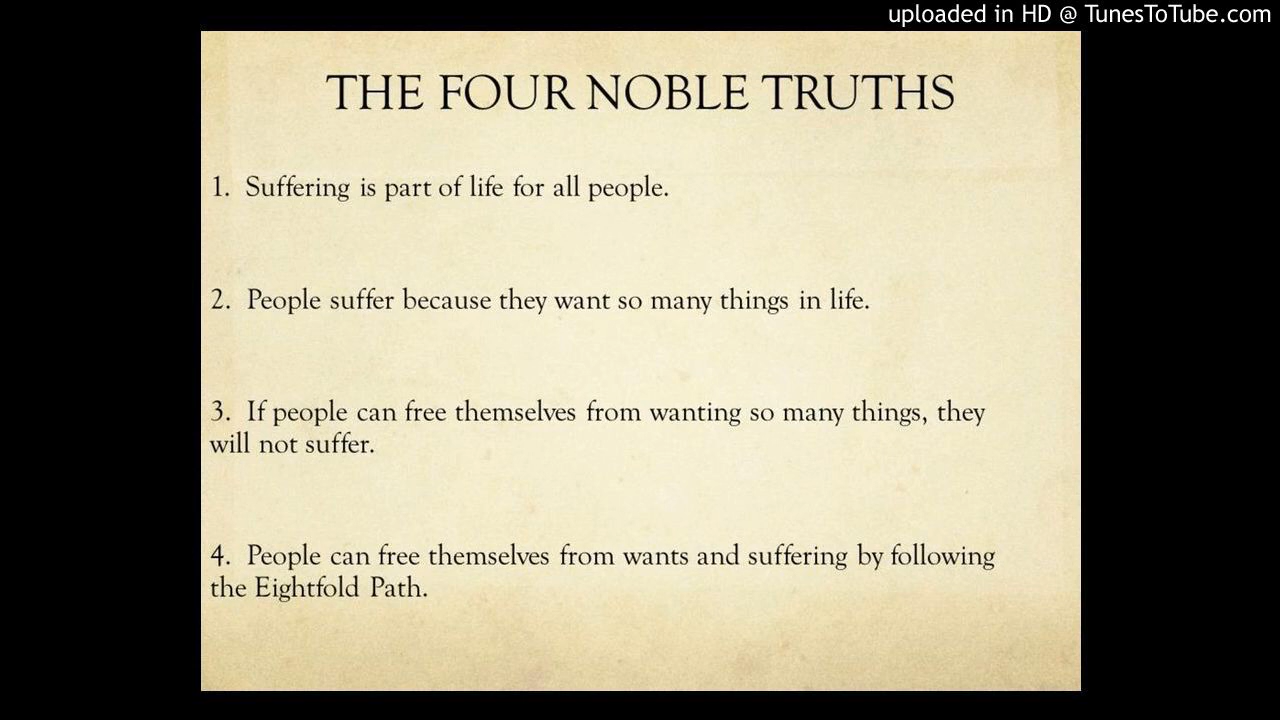 uploaded in HD @ TunesToTube.com
THE FOUR NOBLE TRUTHS
1. Suffering is part of life for all people.
2. People suffer because they want so many things in life.
3. If people can free themselves from wanting so many things, they
will not suffer.
4. People can free themselves from wants and suffering by following
the Eightfold Path.